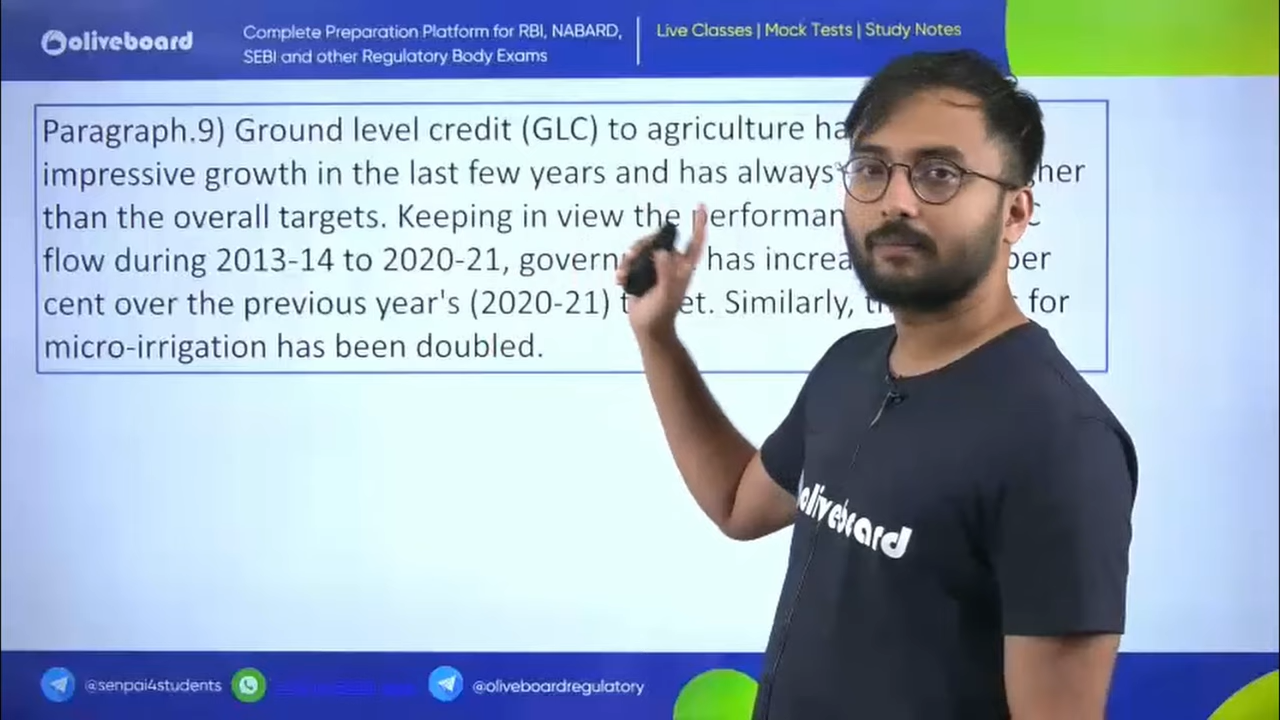 oliveboard
Complete Preparation Platform for RBI, NABARD,
SEBI and other Regulatory Body Exams
Live Classes | Mock Tests | Study Notes
Paragraph.9) Ground level credit (GLC) to agriculture
impressive growth in the last few years and has always
than the overall targets. Keeping in view the
flow during 2013-14 to 2020-21, has
cent over the previous year's (2020-21) Similarly, for
micro-irrigation has been doubled.
oliveboard
@senpai4students
@oliveboardregulatory